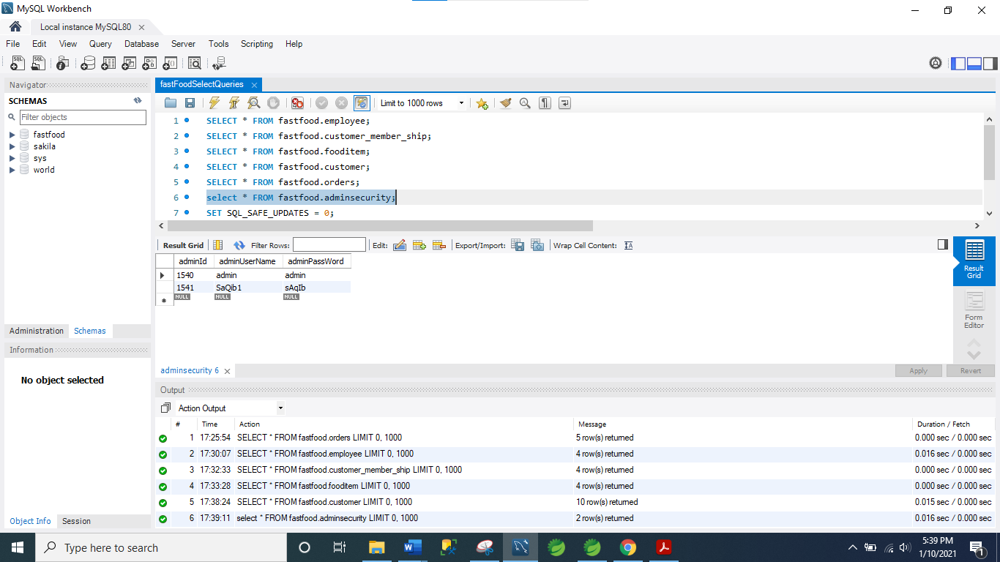 MySQL Workbench
Local instance MySQL80
File Edit View Query Database Server Tools Scripting Help
Navigator
SCHEMAS
Filter objects
fastfood
sakila
sys
world
Administration Schemas
Information
No object selected
Object Info Session
fastFoodSelectQueries
Limit to 1000 rows
1 SELECT * FROM fastfood.employee;
2 SELECT * FROM fastfood.customer_member_ship;
3 SELECT * FROM fastfood.fooditem;
4 SELECT * FROM fastfood.customer;
5 SELECT * FROM fastfood.orders;
6 select * FROM fastfood.adminsecurity;
7 SET SQL_SAFE_UPDATES = 0;
Result Grid Filter Rows: Edit: Export/Import: Wrap Cell Content:
adminId adminUserName adminPassWord
1540 admin admin
1541 SaQib1 sAqIb
NULL NULL NULL
Result Grid
Form Editor
adminsecurity 6
Apply Revert
Output
Action Output
# Time Action Message Duration / Fetch
1 17:25:54 SELECT * FROM fastfood.orders LIMIT 0, 1000 5 row(s) returned 0.000 sec / 0.000 sec
2 17:30:07 SELECT * FROM fastfood.employee LIMIT 0, 1000 4 row(s) returned 0.016 sec / 0.000 sec
3 17:32:33 SELECT * FROM fastfood.customer_member_ship LIMIT 0, 1000 4 row(s) returned 0.000 sec / 0.000 sec
4 17:33:28 SELECT * FROM fastfood.fooditem LIMIT 0, 1000 4 row(s) returned 0.000 sec / 0.000 sec
5 17:38:24 SELECT * FROM fastfood.customer LIMIT 0, 1000 10 row(s) returned 0.015 sec / 0.000 sec
6 17:39:11 select * FROM fastfood.adminsecurity LIMIT 0, 1000 2 row(s) returned 0.016 sec / 0.000 sec
Type here to search
5:39 PM
1/10/2021
1